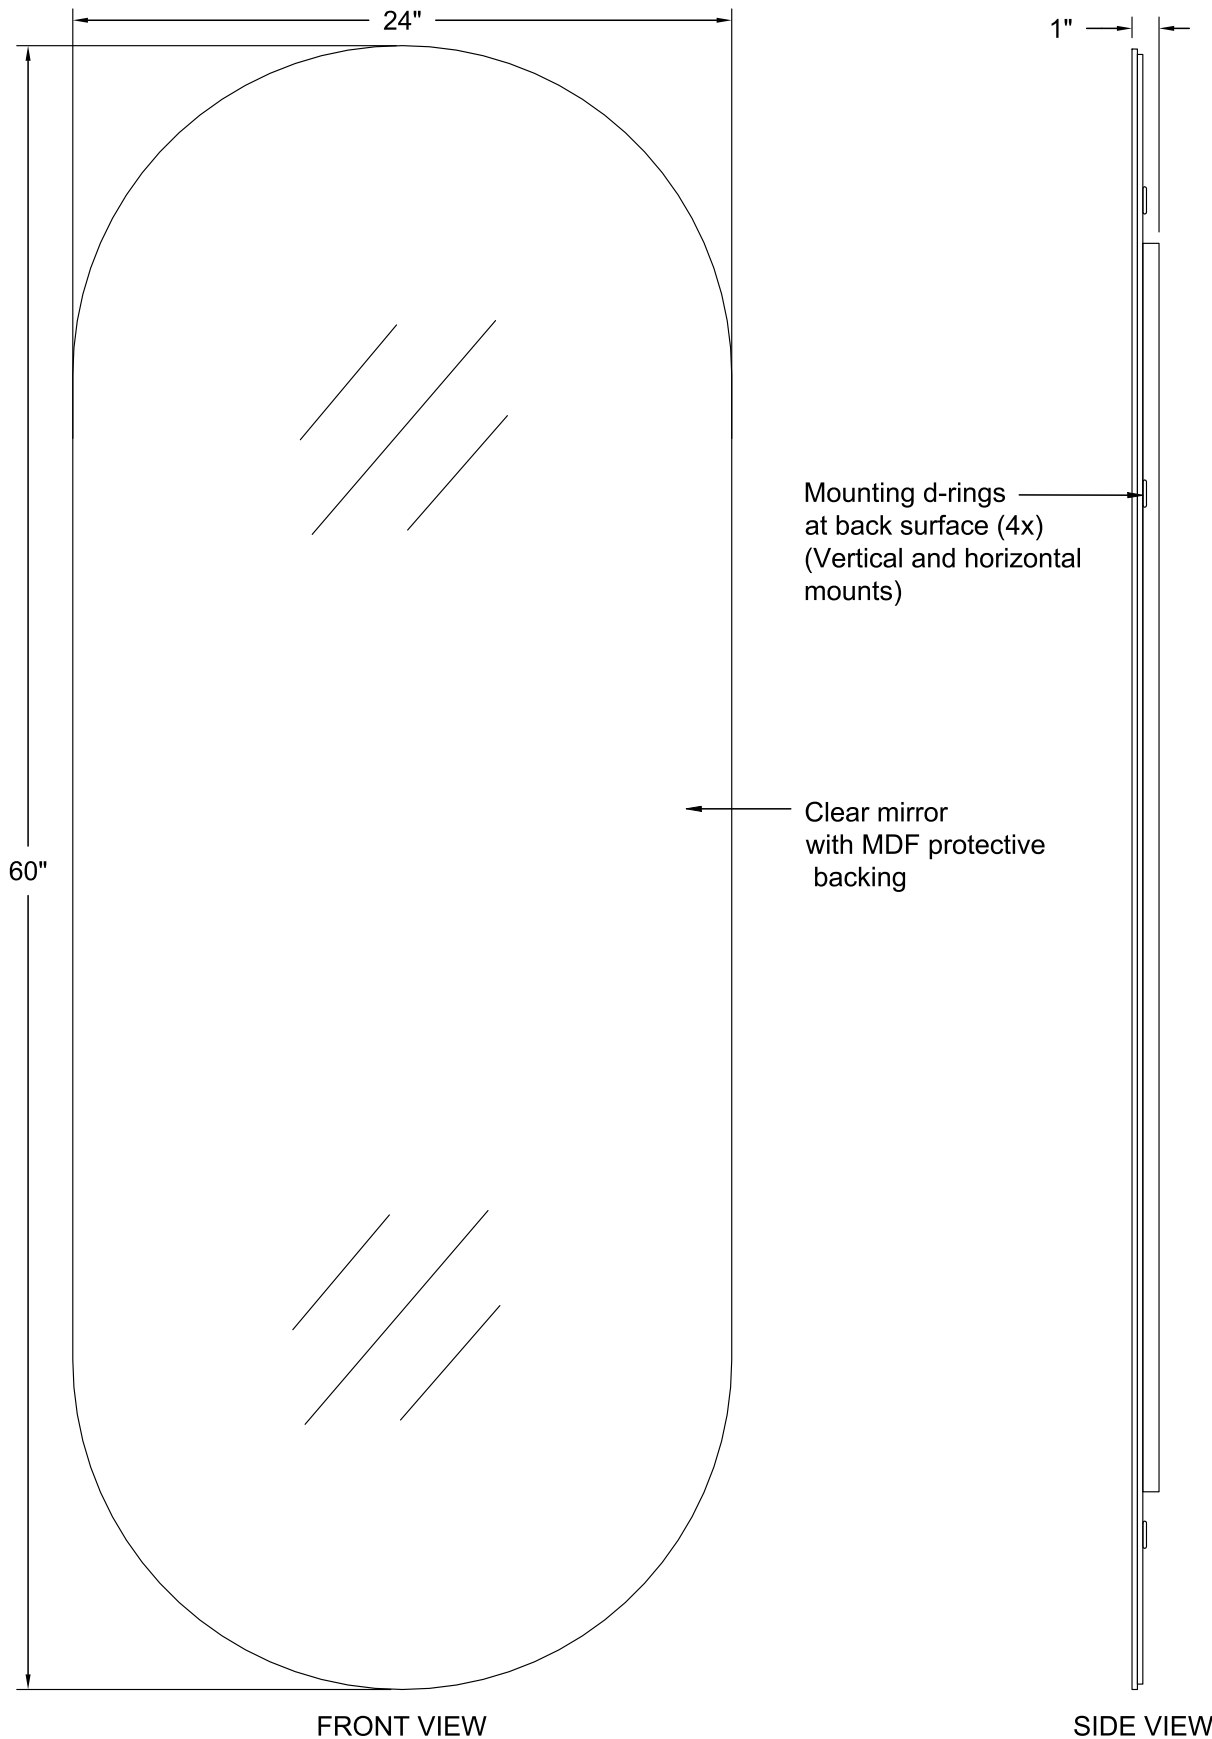 24"
1"
Mounting d-rings
at back surface (4x)
(Vertical and horizontal
mounts)
Clear mirror
with MDF protective
backing
60"
FRONT VIEW
SIDE VIEW